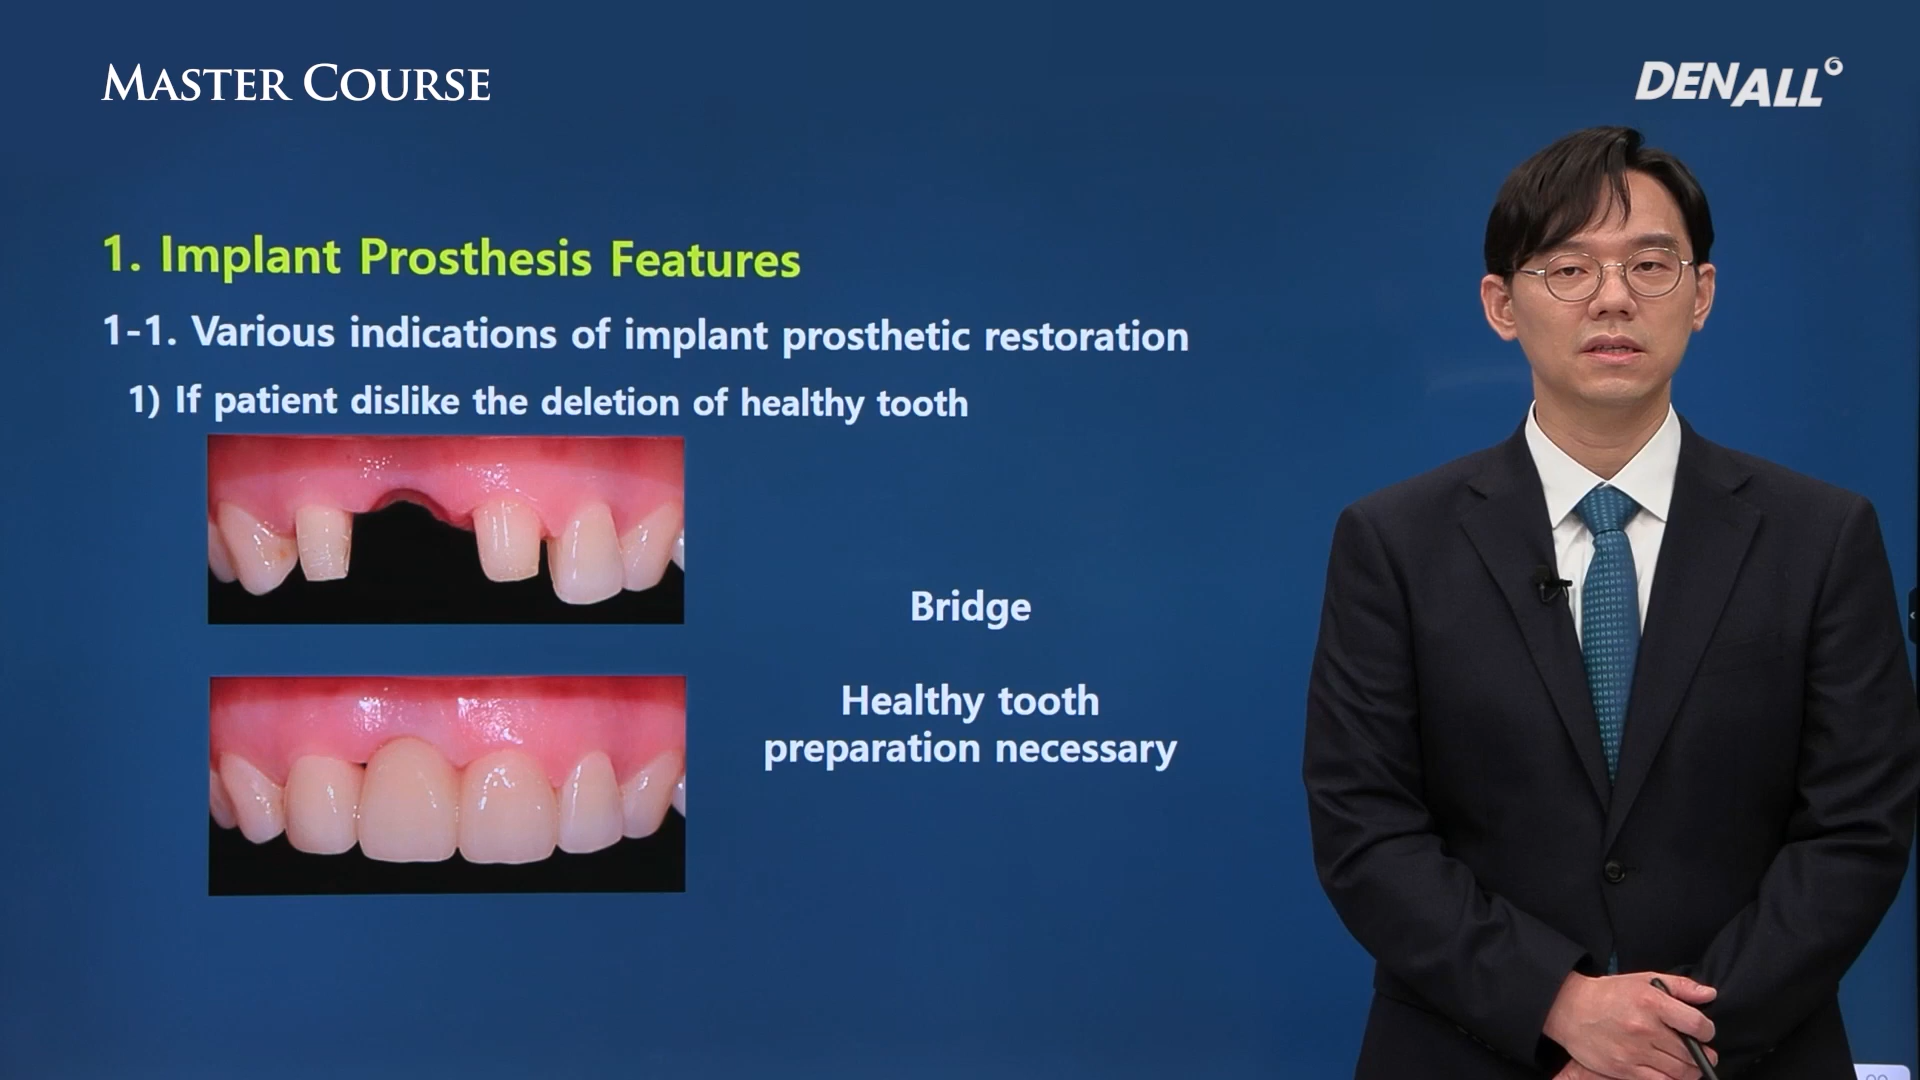 MASTER COURSE
DENALL
1. Implant Prosthesis Features
1-1. Various indications of implant prosthetic restoration
1) If patient dislike the deletion of healthy tooth
Bridge
Healthy tooth
preparation necessary